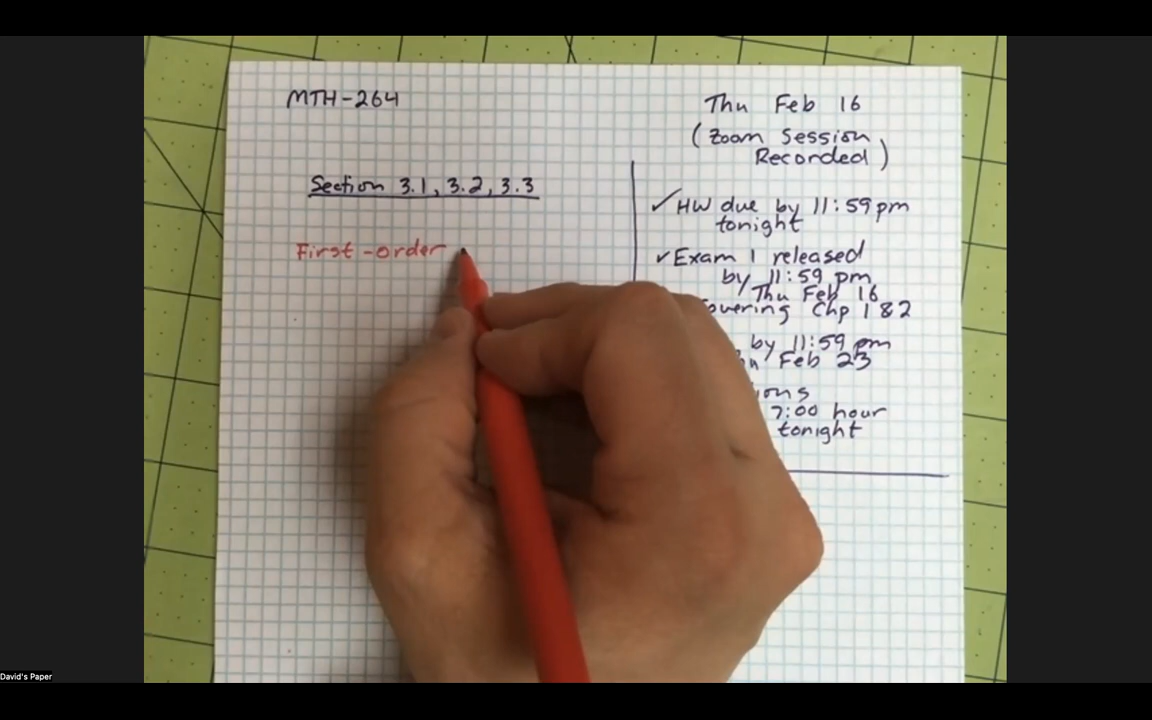 MTH-264
Thu Feb 16
(Zoom Session
Recorded)
Section 3.1, 3.2, 3.3
✓HW due by 11:59pm
tonight
✓Exam 1 released
by 11:59 pm
Thu Feb 16
Chp 1 & 2
by 11:59 pm
Feb 23
7:00 hour
tonight
First-order
David's Paper